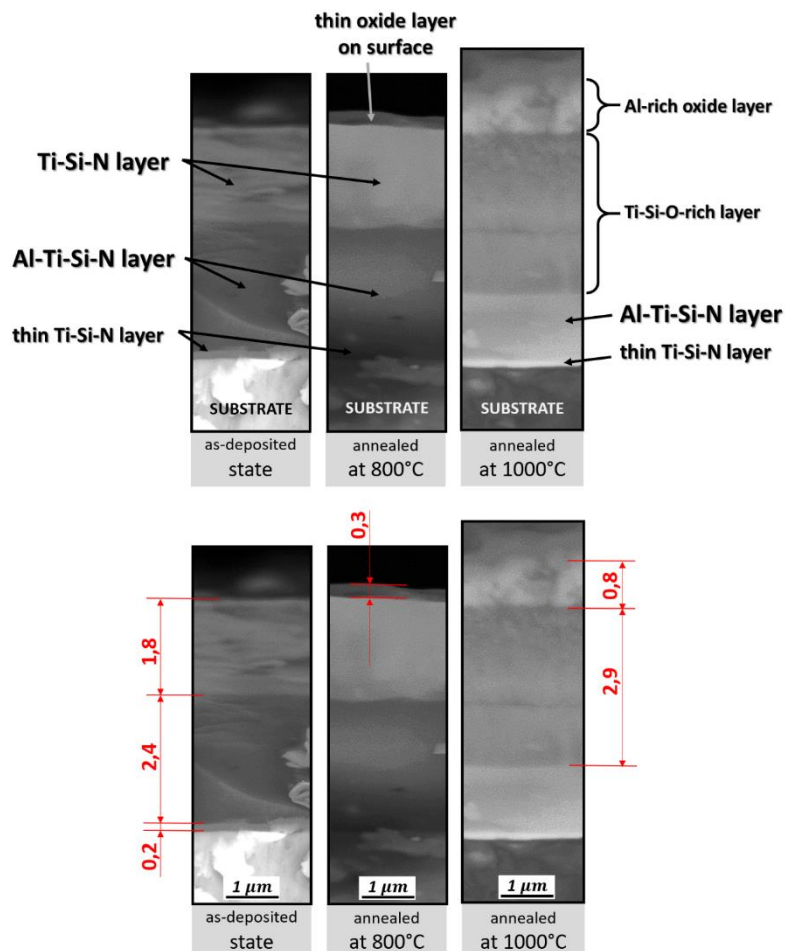 thin oxide layer
on surface
Al-rich oxide layer
Ti-Si-N layer
Ti-Si-O-rich layer
Al-Ti-Si-N layer
Al-Ti-Si-N layer
thin Ti-Si-N layer
thin Ti-Si-N layer
SUBSTRATE
SUBSTRATE
SUBSTRATE
as-deposited
state
annealed
at 800°C
annealed
at 1000°C
0,3
0,8
1,8
2,9
2,4
0,2
1 μm
1 μm
1 μm
as-deposited
state
annealed
at 800°C
annealed
at 1000°C